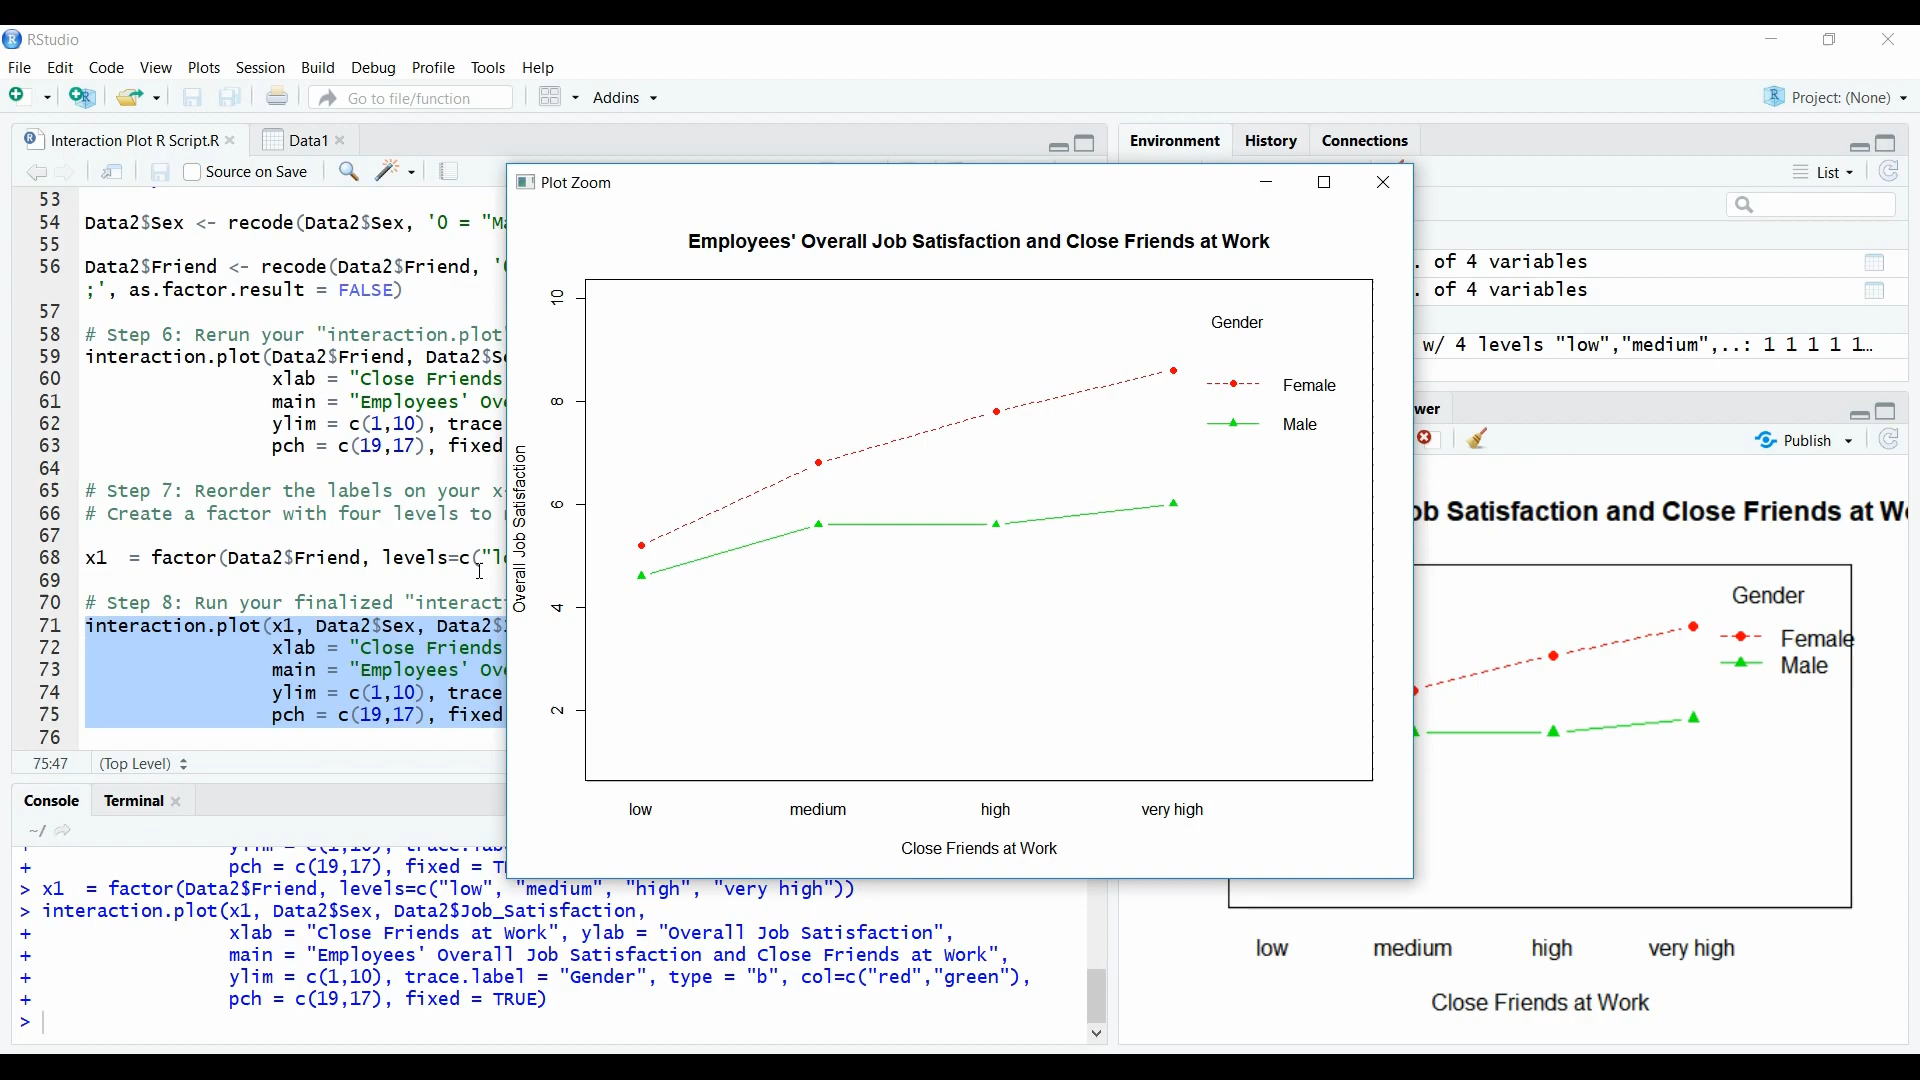 RStudio
File Edit Code View Plots Session Build Debug Profile Tools Help
Go to file/function Addins Project: (None)
Interaction Plot R Script.R Data1
Source on Save
53
54 Data2$Sex <- recode(Data2$Sex, '0 =
55
56 Data2$Friend <- recode(Data2$Friend,
;', as.factor.result = FALSE)
57
58 # Step 6: Rerun your "interaction.plot
59 interaction.plot(Data2$Friend,
60 xlab = "Close Friends
61 main = "Employees'
62 ylim = c(1,10), trace
63 pch = c(19,17), fixed
64
65 # Step 7: Reorder the labels on your
66 # Create a factor with four levels to
67
68 x1 = factor(Data2$Friend, levels=c(
69
70 # Step 8: Run your finalized
71 interaction.plot(x1, Data2$Sex,
72 xlab = "Close Friends
73 main = "Employees'
74 ylim = c(1,10), trace
75 pch = c(19,17), fixed
76
75:47 (Top Level)
Console Terminal
~/
+ pch = c(19,17), fixed =
> x1 = factor(Data2$Friend, levels=c("low", "medium", "high", "very high"))
> interaction.plot(x1, Data2$Sex, Data2$Job_Satisfaction,
+ xlab = "Close Friends at Work", ylab = "Overall Job Satisfaction",
+ main = "Employees' Overall Job Satisfaction and Close Friends at Work",
+ ylim = c(1,10), trace.label = "Gender", type = "b", col=c("red","green"),
+ pch = c(19,17), fixed = TRUE)
>
Plot Zoom
Employees' Overall Job Satisfaction and Close Friends at Work
Gender
Female
Male
10
8
6
4
2
Overall Job Satisfaction
low medium high very high
Close Friends at Work
Environment History Connections
List
. of 4 variables
. of 4 variables
w/ 4 levels "low","medium",..: 1 1 1 1 1…
wer
Publish
Satisfaction and Close Friends at
Gender
Female
Male
low medium high very high
Close Friends at Work